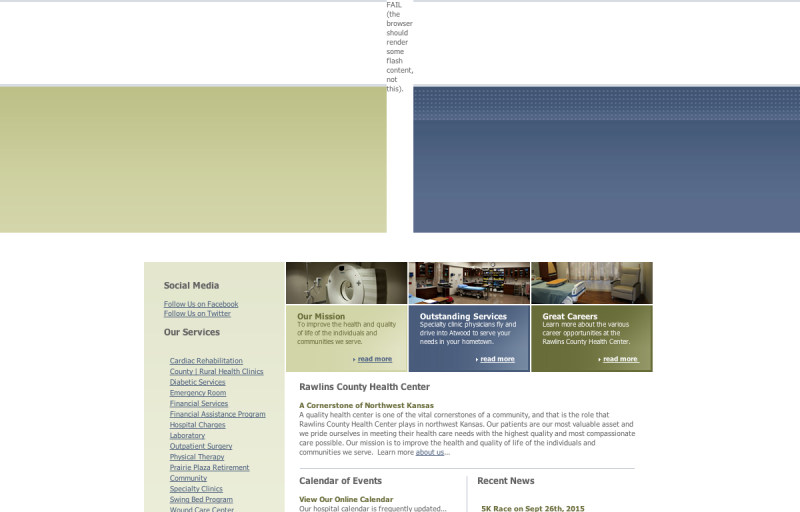 FAIL
(the
browser
should
render
some
flash
content,
not
this).
Social Media
Follow Us on Facebook
Follow Us on Twitter
Our Services
Cardiac Rehabilitation
County | Rural Health Clinics
Diabetic Services
Emergency Room
Financial Services
Financial Assistance Program
Hospital Charges
Laboratory
Outpatient Surgery
Physical Therapy
Prairie Plaza Retirement
Community
Specialty Clinics
Swing Bed Program
Wound Care Center
Our Mission
To improve the health and quality
of life of the individuals and
communities we serve.
read more
Outstanding Services
Specialty clinic physicians fly and
drive into Atwood to serve your
needs in your hometown.
read more
Great Careers
Learn more about the various
career opportunities at the
Rawlins County Health Center.
read more
Rawlins County Health Center
A Cornerstone of Northwest Kansas
A quality health center is one of the vital cornerstones of a community, and that is the role that
Rawlins County Health Center plays in northwest Kansas. Our patients are our most valuable asset and
we pride ourselves in meeting their health care needs with the highest quality and most compassionate
care possible. Our mission is to improve the health and quality of life of the individuals and
communities we serve. Learn more about us...
Calendar of Events
View Our Online Calendar
Our hospital calendar is frequently updated...
Recent News
5K Race on Sept 26th, 2015